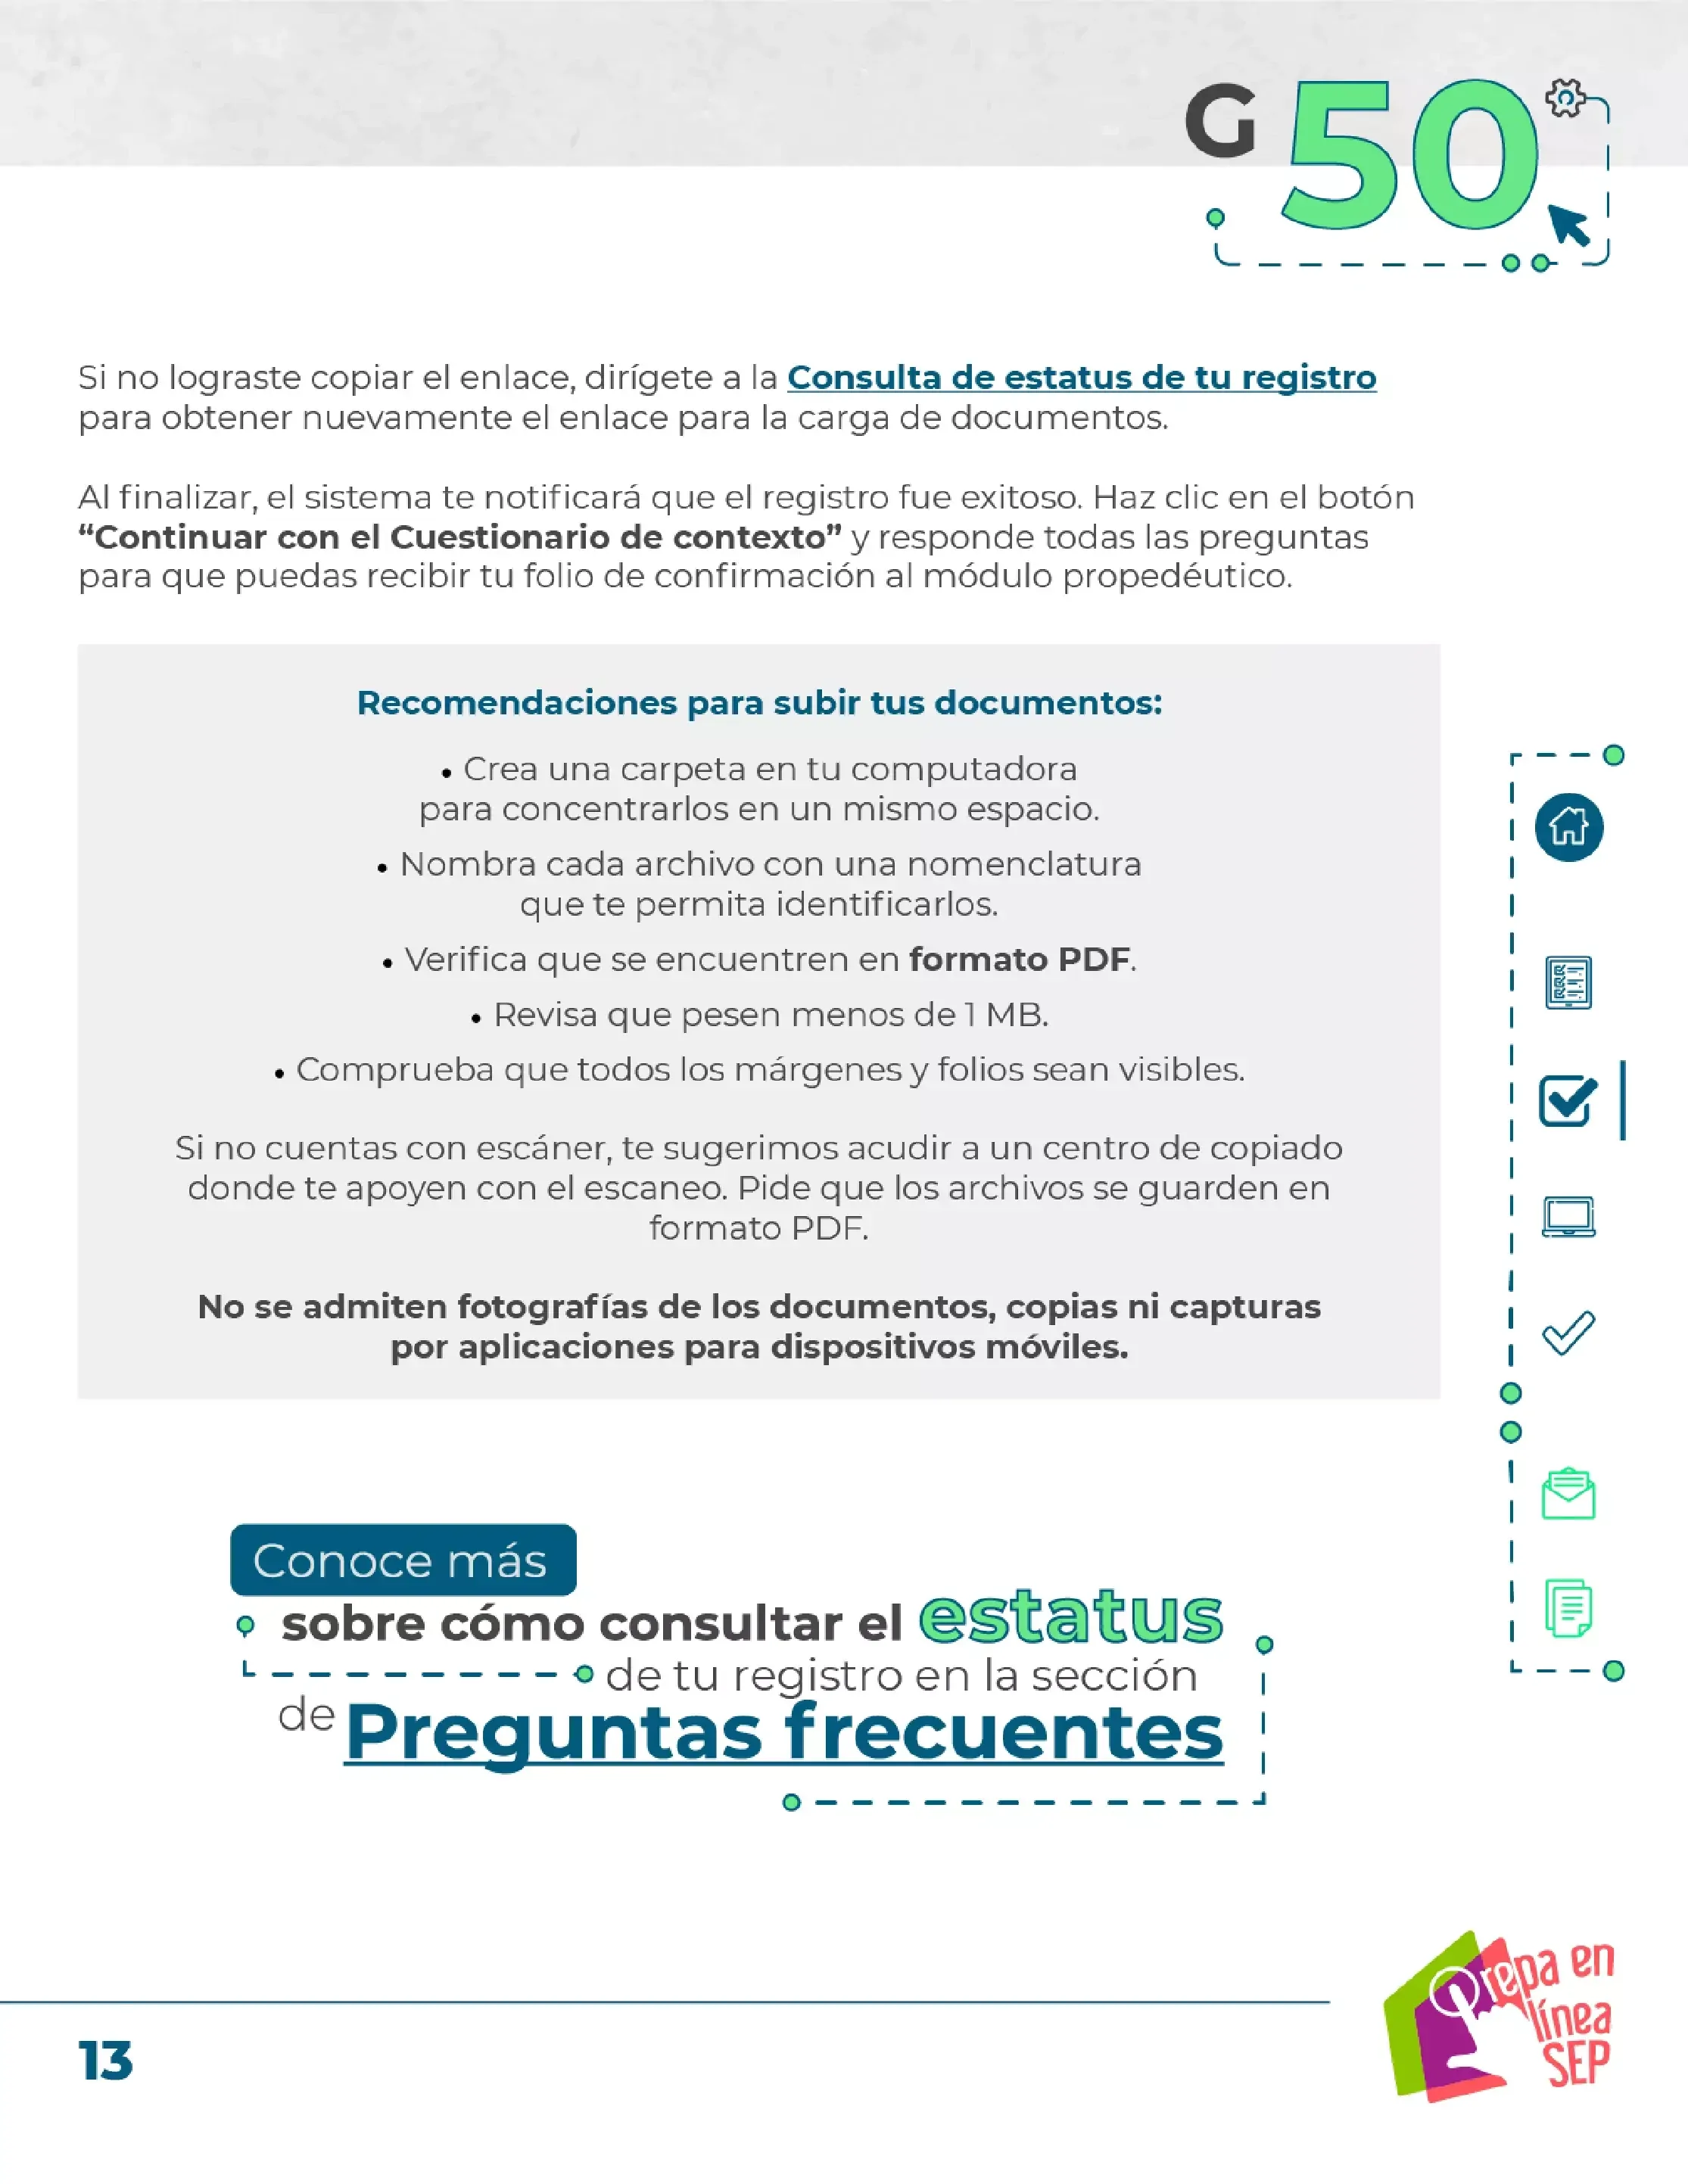 G 50
Si no lograste copiar el enlace, dirígete a la Consulta de estatus de tu registro
para obtener nuevamente el enlace para la carga de documentos.
Al finalizar, el sistema te notificará que el registro fue exitoso. Haz clic en el botón
“Continuar con el Cuestionario de contexto” y responde todas las preguntas
para que puedas recibir tu folio de confirmación al módulo propedéutico.
Recomendaciones para subir tus documentos:
• Crea una carpeta en tu computadora
para concentrarlos en un mismo espacio.
• Nombra cada archivo con una nomenclatura
que te permita identificarlos.
• Verifica que se encuentren en formato PDF.
• Revisa que pesen menos de 1 MB.
• Comprueba que todos los márgenes y folios sean visibles.
Si no cuentas con escáner, te sugerimos acudir a un centro de copiado
donde te apoyen con el escaneo. Pide que los archivos se guarden en
formato PDF.
No se admiten fotografías de los documentos, copias ni capturas
por aplicaciones para dispositivos móviles.
Conoce más
sobre cómo consultar el estatus
de tu registro en la sección
de Preguntas frecuentes
13
Prepa en
línea
SEP